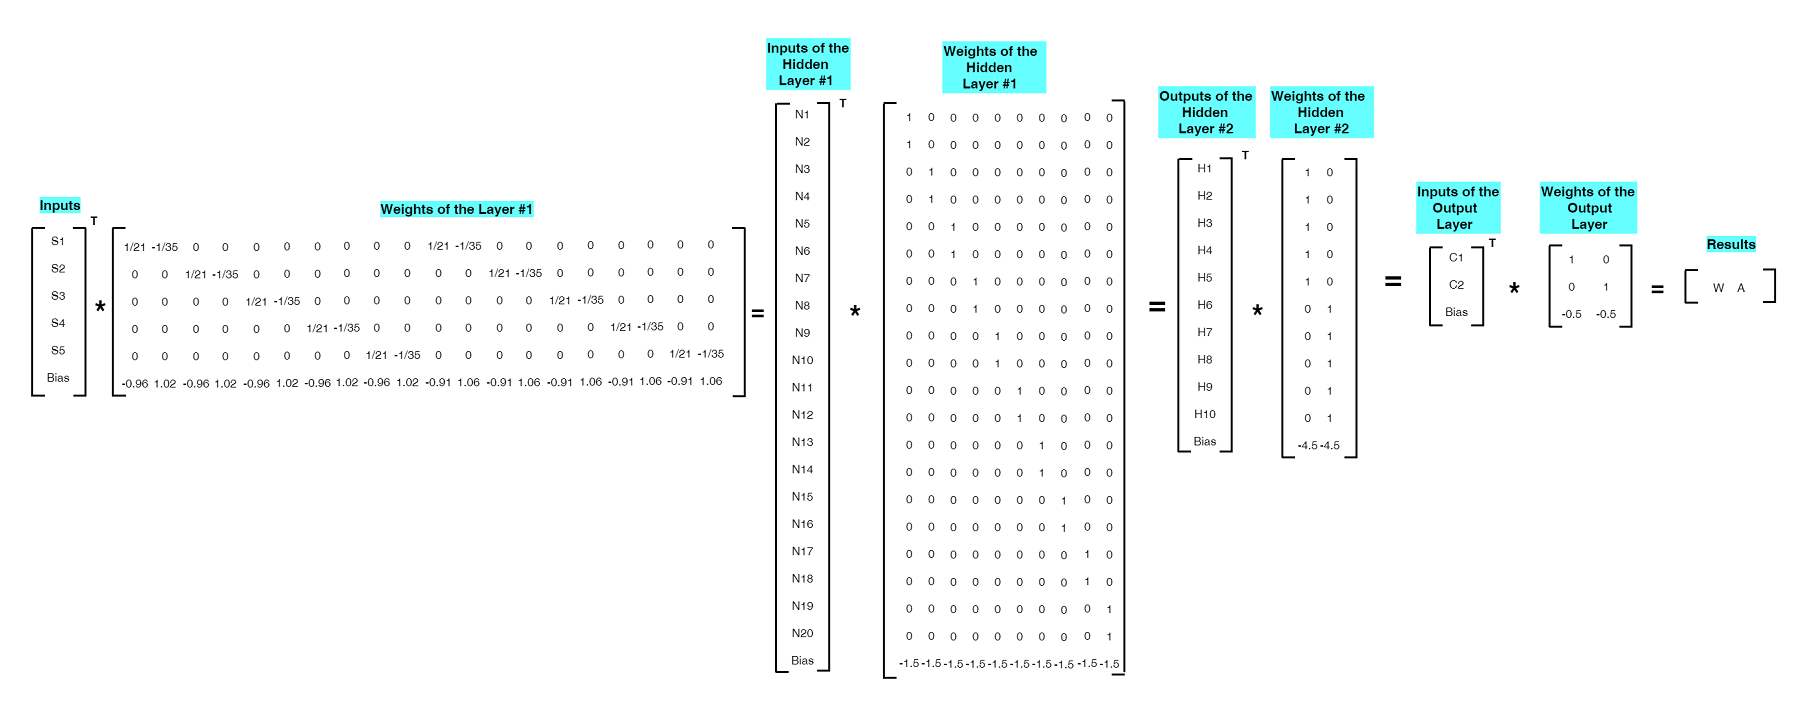 Inputs
S1
S2
S3
S4
S5
Bias
T
*
Weights of the Layer #1
1/21 -1/35 0 0 0 0 0 0 0 0 1/21 -1/35 0 0 0 0 0 0 0 0
0 0 1/21 -1/35 0 0 0 0 0 0 0 0 1/21 -1/35 0 0 0 0 0 0
0 0 0 0 1/21 -1/35 0 0 0 0 0 0 0 0 1/21 -1/35 0 0 0 0
0 0 0 0 0 0 1/21 -1/35 0 0 0 0 0 0 0 0 1/21 -1/35 0 0
0 0 0 0 0 0 0 0 1/21 -1/35 0 0 0 0 0 0 0 0 1/21 -1/35
-0.96 1.02 -0.96 1.02 -0.96 1.02 -0.96 1.02 -0.96 1.02 -0.91 1.06 -0.91 1.06 -0.91 1.06 -0.91 1.06 -0.91 1.06
=
Inputs of the
Hidden
Layer #1
N1
N2
N3
N4
N5
N6
N7
N8
N9
N10
N11
N12
N13
N14
N15
N16
N17
N18
N19
N20
Bias
T
*
Weights of the
Hidden
Layer #1
1 0 0 0 0 0 0 0 0 0
1 0 0 0 0 0 0 0 0 0
0 1 0 0 0 0 0 0 0 0
0 1 0 0 0 0 0 0 0 0
0 0 1 0 0 0 0 0 0 0
0 0 1 0 0 0 0 0 0 0
0 0 0 1 0 0 0 0 0 0
0 0 0 1 0 0 0 0 0 0
0 0 0 0 1 0 0 0 0 0
0 0 0 0 1 0 0 0 0 0
0 0 0 0 0 1 0 0 0 0
0 0 0 0 0 1 0 0 0 0
0 0 0 0 0 0 1 0 0 0
0 0 0 0 0 0 1 0 0 0
0 0 0 0 0 0 0 1 0 0
0 0 0 0 0 0 0 1 0 0
0 0 0 0 0 0 0 0 1 0
0 0 0 0 0 0 0 0 1 0
0 0 0 0 0 0 0 0 0 1
0 0 0 0 0 0 0 0 0 1
-1.5 -1.5 -1.5 -1.5 -1.5 -1.5 -1.5 -1.5 -1.5 -1.5
=
Outputs of the
Hidden
Layer #2
H1
H2
H3
H4
H5
H6
H7
H8
H9
H10
Bias
T
*
Weights of the
Hidden
Layer #2
1 0
1 0
1 0
1 0
1 0
0 1
0 1
0 1
0 1
0 1
-4.5 -4.5
=
Inputs of the
Output
Layer
C1
C2
Bias
T
*
Weights of the
Output
Layer
1 0
0 1
-0.5 -0.5
=
Results
W A